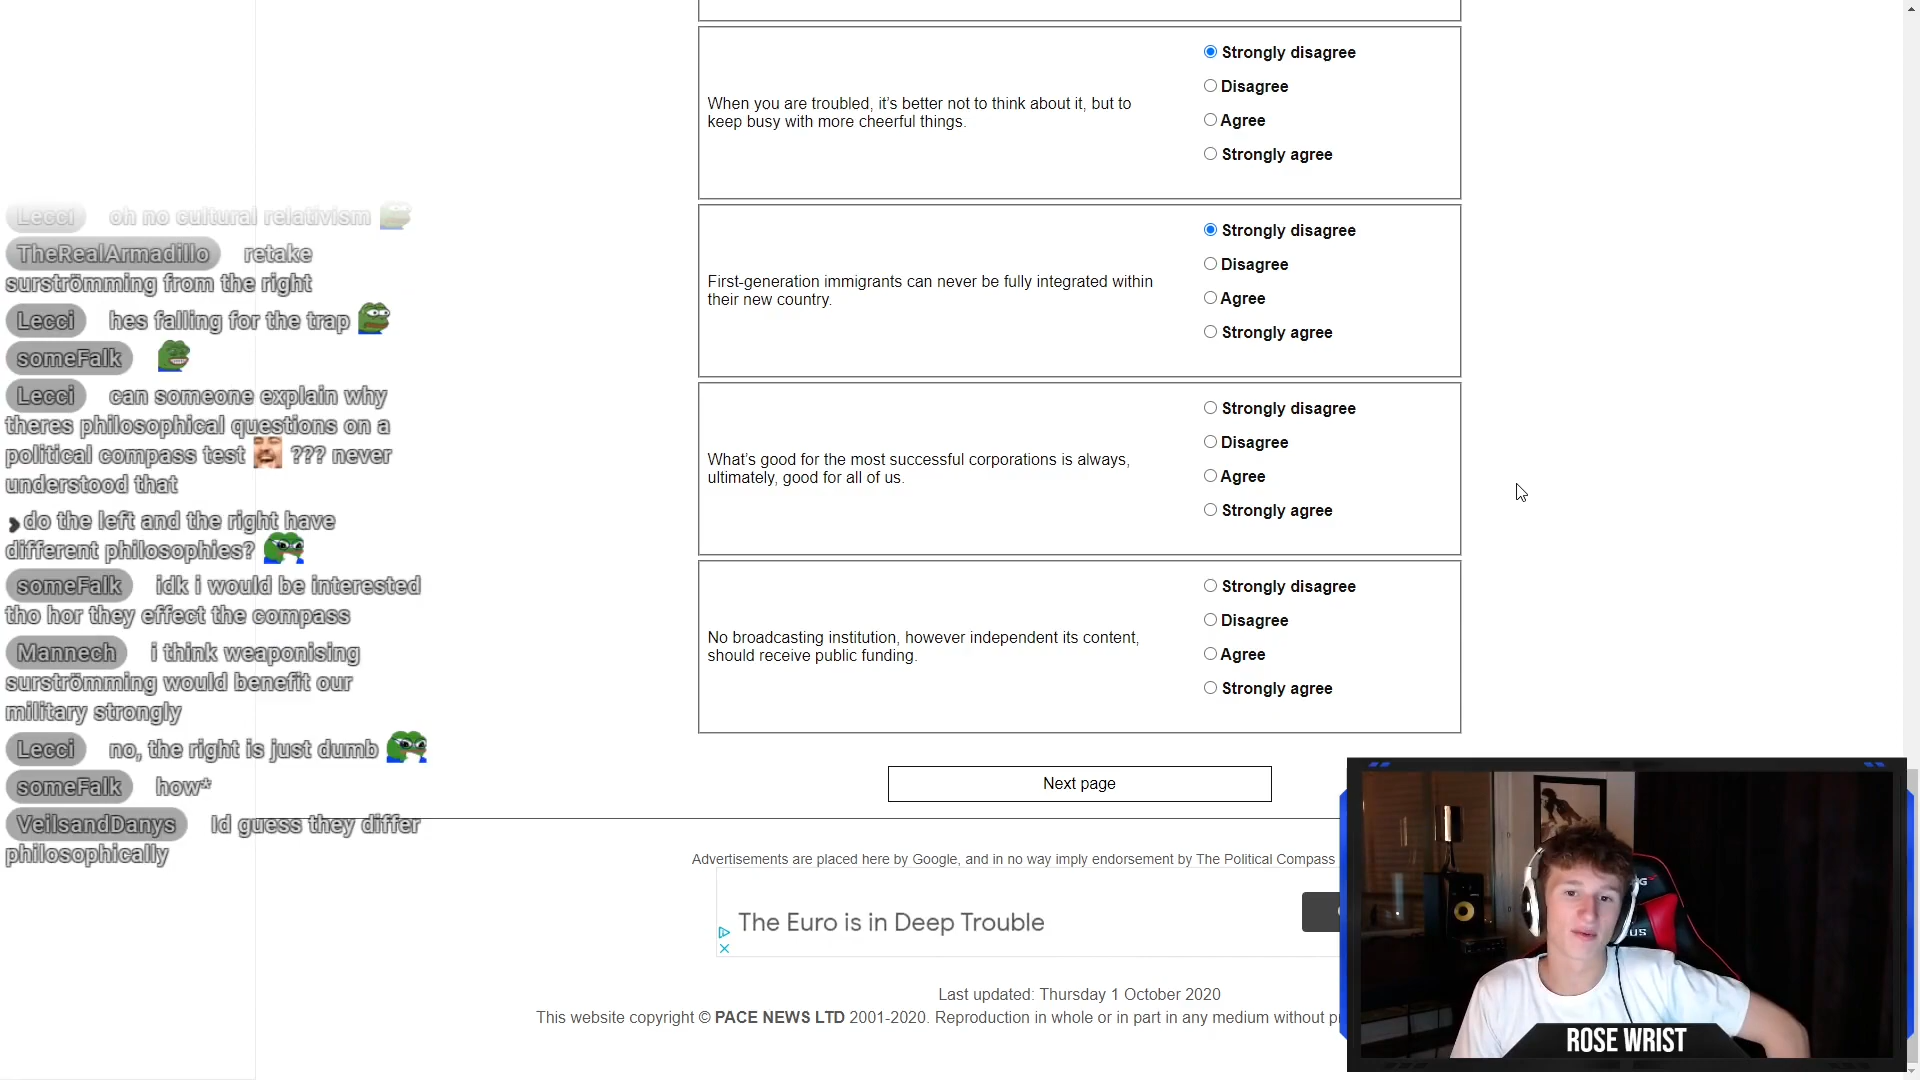 Lecci oh no cultural relativism
TheRealArmadillo retake
surströmming from the right
Lecci hes falling for the trap
someFalk
Lecci can someone explain why
theres philosophical questions on a
political compass test ??? never
understood that
do the left and the right have
different philosophies?
someFalk idk i would be interested
tho hor they effect the compass
Mannech i think weaponising
surströmming would benefit our
military strongly
Lecci no, the right is just dumb
someFalk how*
VeilsandDanys Id guess they differ
philosophically
When you are troubled, it’s better not to think about it, but to
keep busy with more cheerful things.
Strongly disagree
Disagree
Agree
Strongly agree
First-generation immigrants can never be fully integrated within
their new country.
Strongly disagree
Disagree
Agree
Strongly agree
What’s good for the most successful corporations is always,
ultimately, good for all of us.
Strongly disagree
Disagree
Agree
Strongly agree
No broadcasting institution, however independent its content,
should receive public funding.
Strongly disagree
Disagree
Agree
Strongly agree
Next page
Advertisements are placed here by Google, and in no way imply endorsement by The Political Compass
The Euro is in Deep Trouble
Last updated: Thursday 1 October 2020
This website copyright © PACE NEWS LTD 2001-2020. Reproduction in whole or in part in any medium without
ROSE WRIST